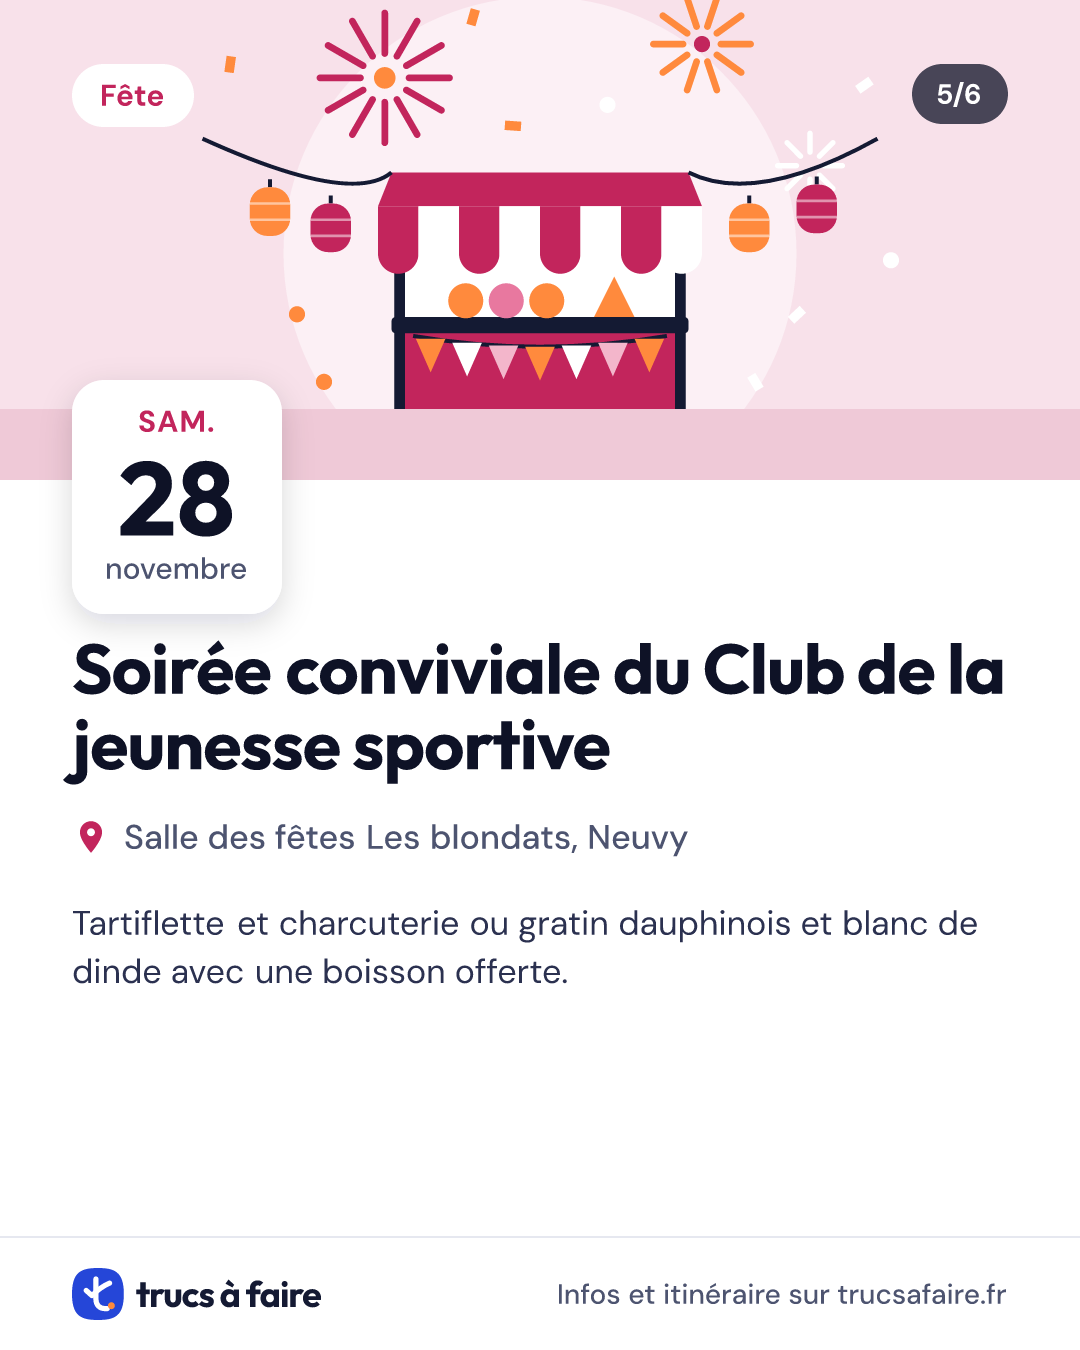 Fête
5/6
SAM.
28
novembre
Soirée conviviale du Club de la
jeunesse sportive
Salle des fêtes Les blondats, Neuvy
Tartiflette et charcuterie ou gratin dauphinois et blanc de
dinde avec une boisson offerte.
trucs à faire
Infos et itinéraire sur trucsafaire.fr